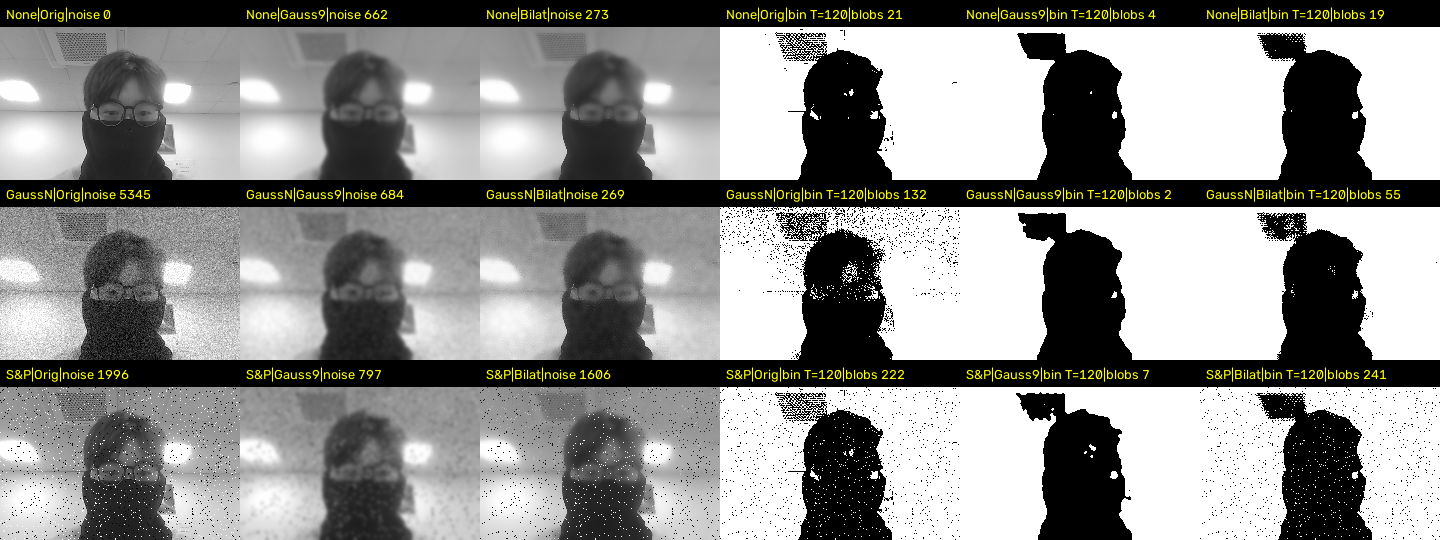 None|Orig|noise 0
None|Gauss9|noise 662
None|Bilat|noise 273
None|Orig|bin T=120|blobs 21
None|Gauss9|bin T=120|blobs 4
None|Bilat|bin T=120|blobs 19
GaussN|Orig|noise 5345
GaussN|Gauss9|noise 684
GaussN|Bilat|noise 269
GaussN|Orig|bin T=120|blobs 132
GaussN|Gauss9|bin T=120|blobs 2
GaussN|Bilat|bin T=120|blobs 55
S&P|Orig|noise 1996
S&P|Gauss9|noise 797
S&P|Bilat|noise 1606
S&P|Orig|bin T=120|blobs 222
S&P|Gauss9|bin T=120|blobs 7
S&P|Bilat|bin T=120|blobs 241